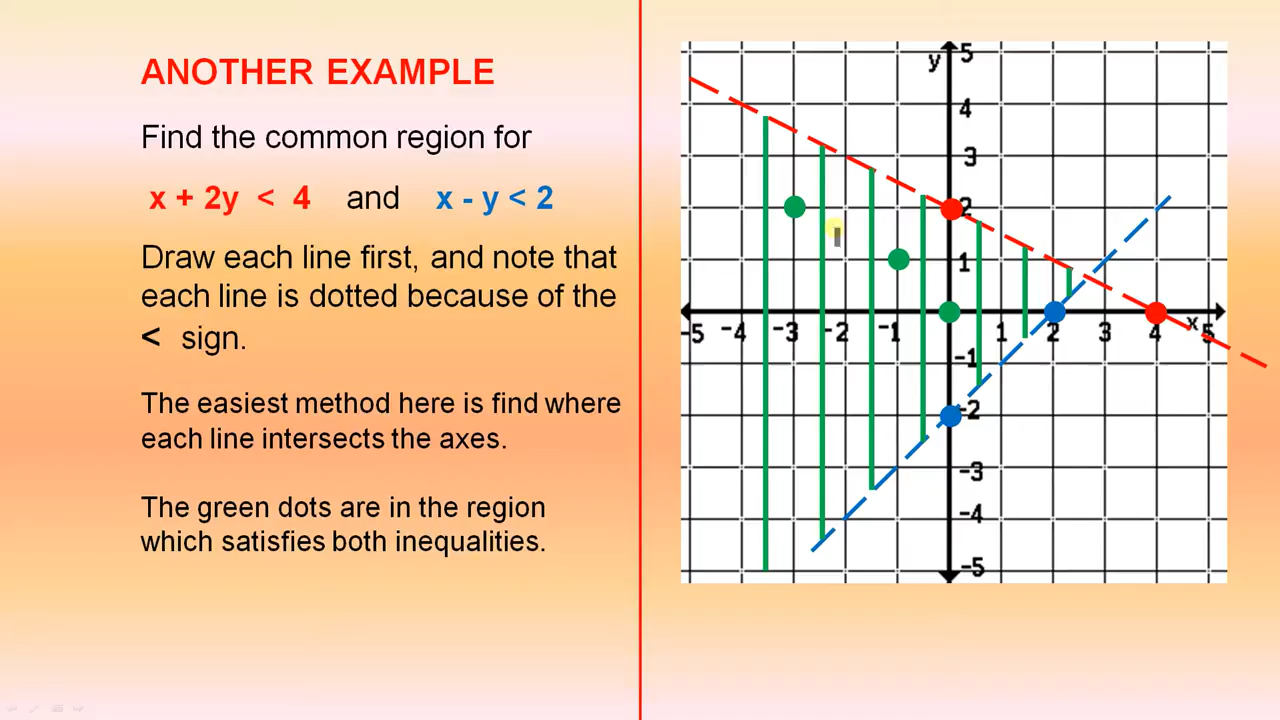 ANOTHER EXAMPLE
Find the common region for
x + 2y < 4 and x - y < 2
Draw each line first, and note that
each line is dotted because of the
< sign.
The easiest method here is find where
each line intersects the axes.
The green dots are in the region
which satisfies both inequalities.
y
5
4
3
2
1
-5 -4 -3 -2 -1 1 2 3 4 x 5
-1
-2
-3
-4
-5